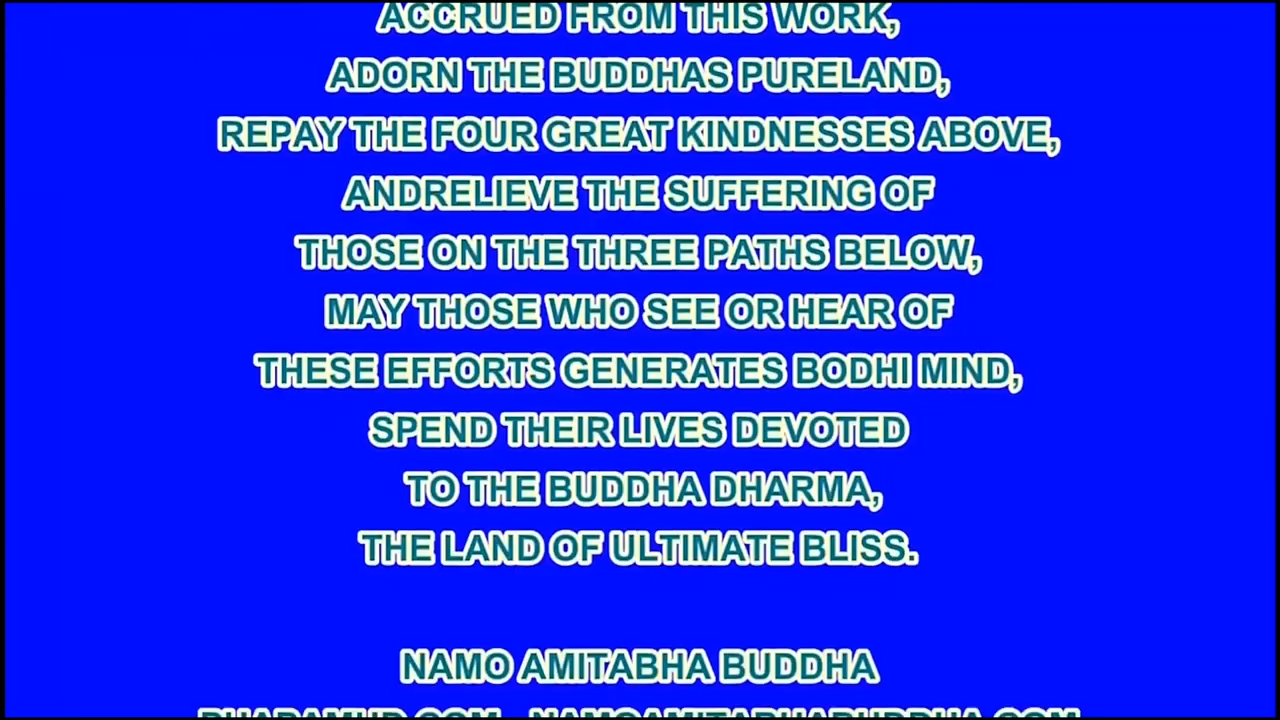 ACCRUED FROM THIS WORK,
ADORN THE BUDDHAS PURELAND,
REPAY THE FOUR GREAT KINDNESSES ABOVE,
ANDRELIEVE THE SUFFERING OF
THOSE ON THE THREE PATHS BELOW,
MAY THOSE WHO SEE OR HEAR OF
THESE EFFORTS GENERATES BODHI MIND,
SPEND THEIR LIVES DEVOTED
TO THE BUDDHA DHARMA,
THE LAND OF ULTIMATE BLISS.
NAMO AMITABHA BUDDHA